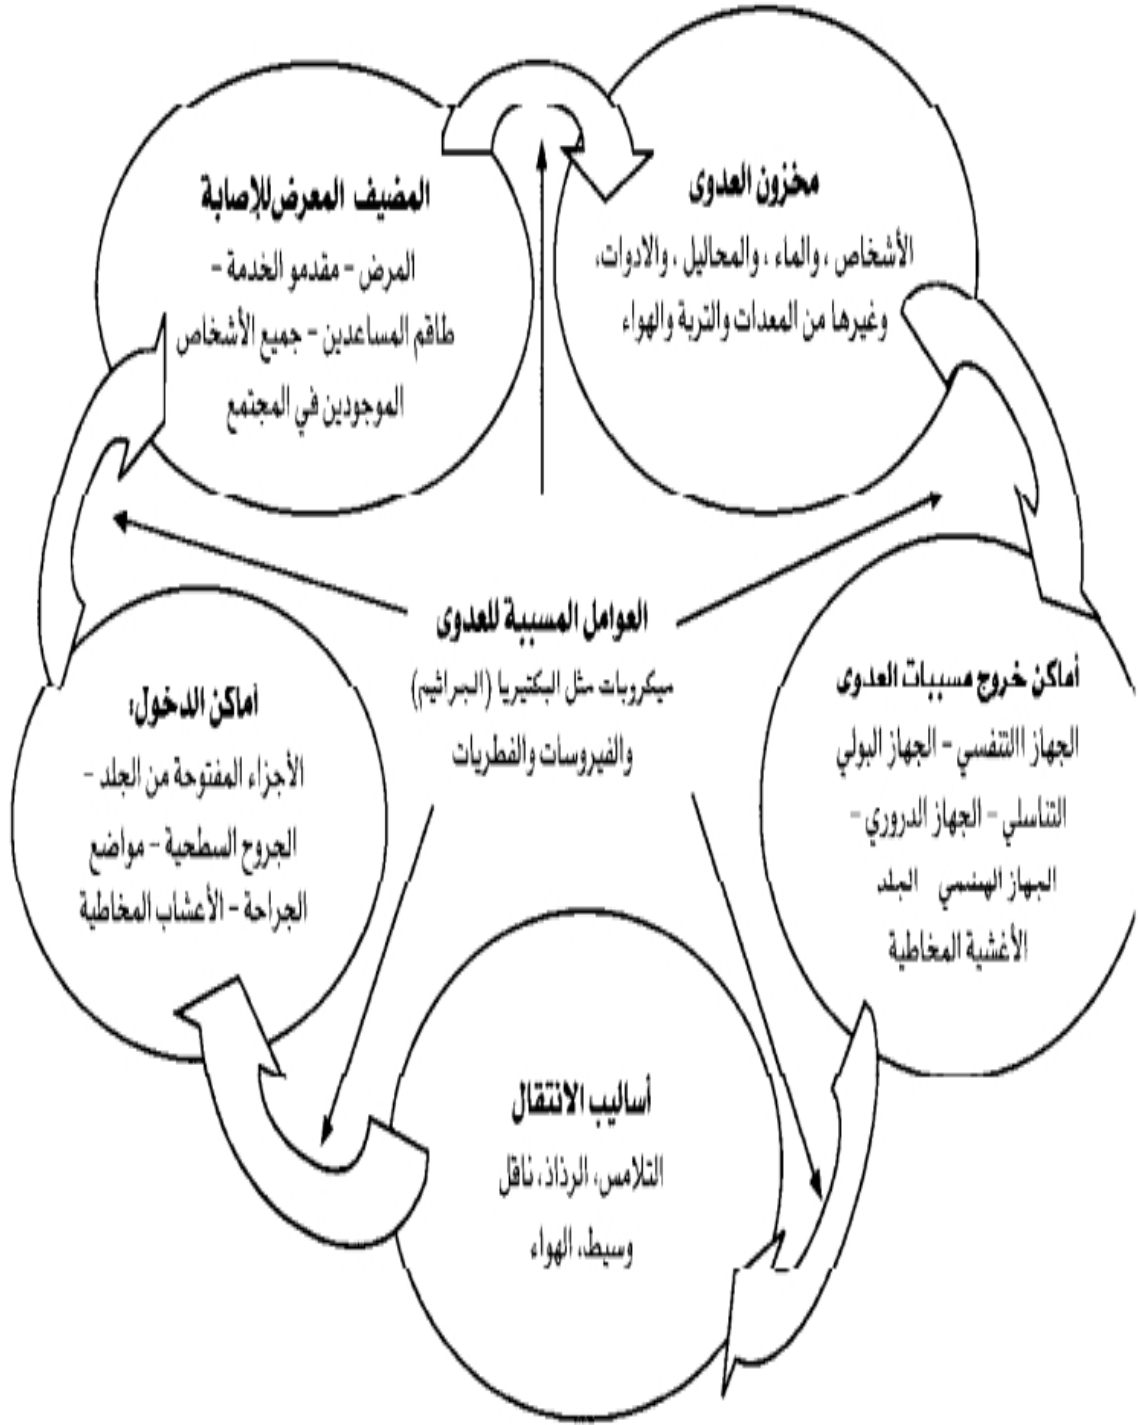 مخزون العدوى
الأشخاص ، والماء ، والمحاليل ، والادوات،
وغيرها من المعدات والتربة والهواء
المضيف المعرض للإصابة
المرض - مقدمو الخدمة -
طاقم المساعدين - جميع الأشخاص
الموجودين في المجتمع
العوامل المسببة للعدوى
ميكروبات مثل البكتيريا (الجراثيم)
والفيروسات والفطريات
أماكن خروج مسببات العدوى
الجهاز االتنفسي - الجهاز البولي
التناسلي - الجهاز الدروري -
الجهاز الهضمي الجلد
الأغشية المخاطية
أساليب الانتقال
التلامس، الرذاذ، ناقل
وسيط، الهواء
أماكن الدخول:
الأجزاء المفتوحة من الجلد -
الجروح السطحية - مواضع
الجراحة - الأعشاب المخاطية